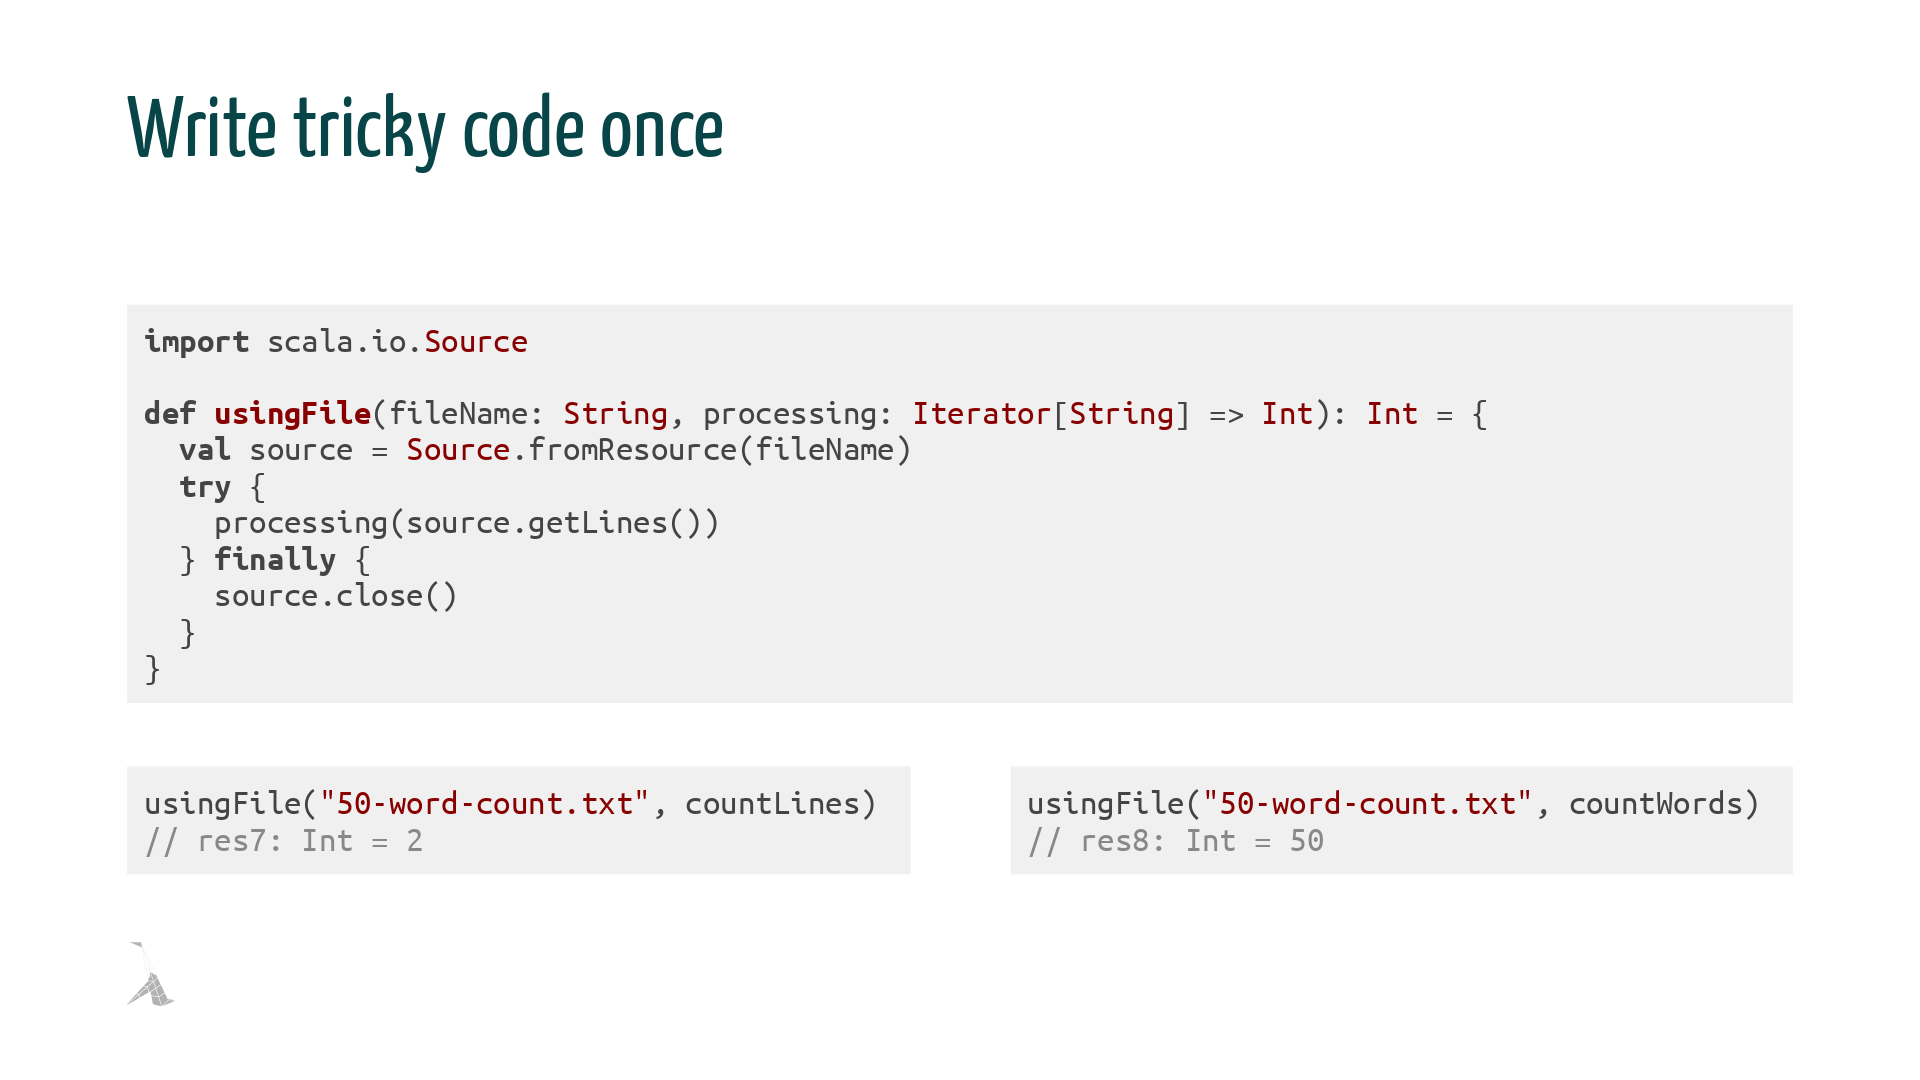 Write tricky code once
import scala.io.Source

def usingFile(fileName: String, processing: Iterator[String] => Int): Int = {
  val source = Source.fromResource(fileName)
  try {
    processing(source.getLines())
  } finally {
    source.close()
  }
}
usingFile("50-word-count.txt", countLines)
// res7: Int = 2
usingFile("50-word-count.txt", countWords)
// res8: Int = 50